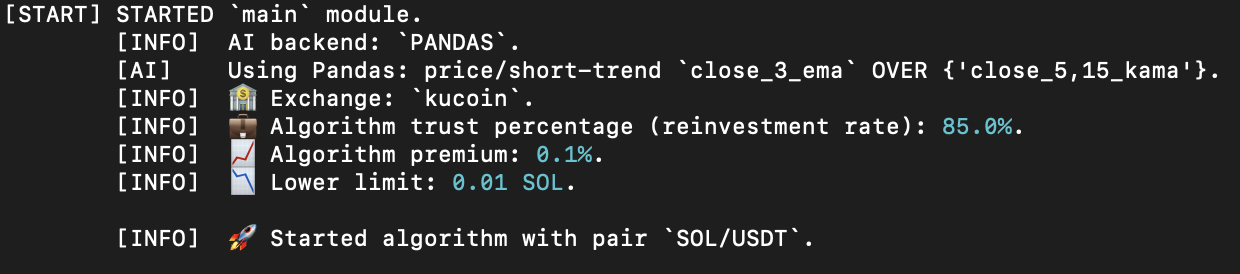 [START] STARTED `main` module.
[INFO] AI backend: `PANDAS`.
[AI] Using Pandas: price/short-trend `close_3_ema` OVER {'close_5,15_kama'}.
[INFO] 🏦 Exchange: `kucoin`.
[INFO] 💼 Algorithm trust percentage (reinvestment rate): 85.0%.
[INFO] 📈 Algorithm premium: 0.1%.
[INFO] 📉 Lower limit: 0.01 SOL.
[INFO] 🚀 Started algorithm with pair `SOL/USDT`.